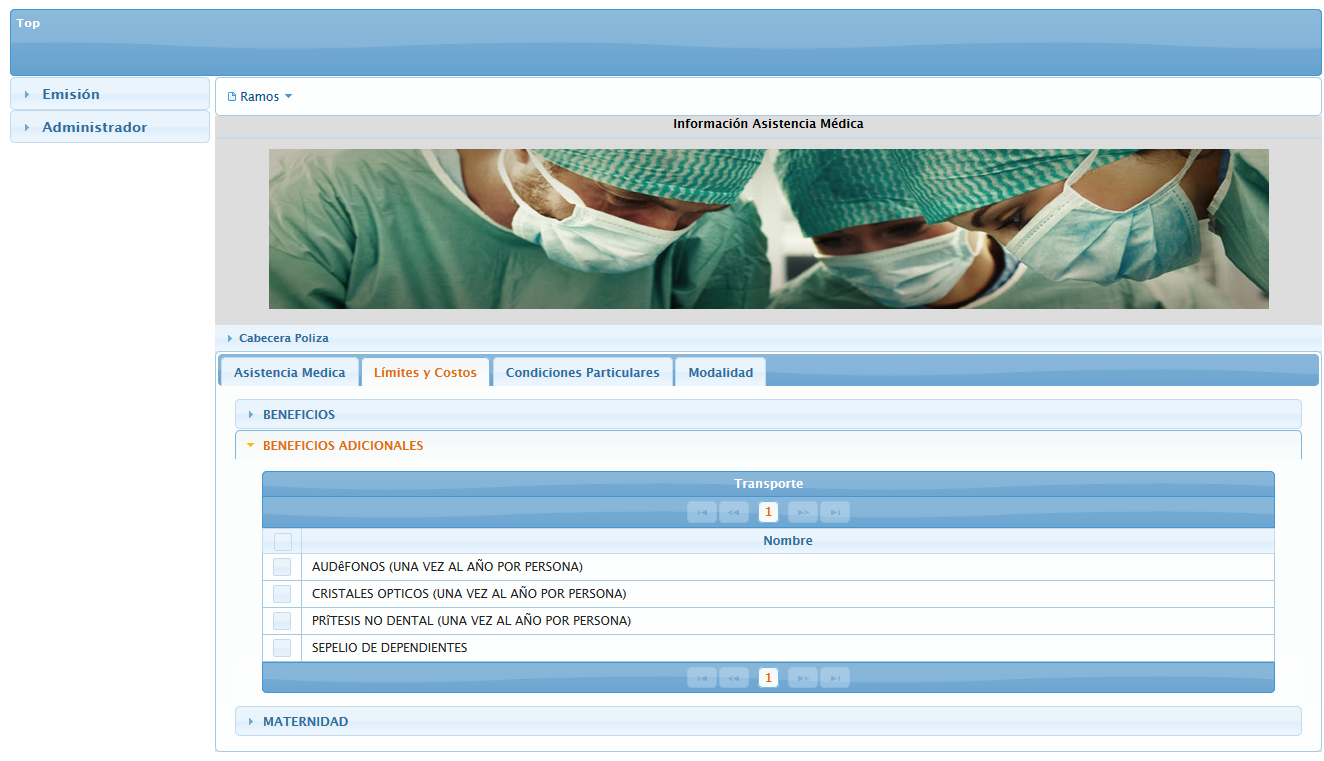 Top
Emisión
Administrador
Ramos
Información Asistencia Médica
Cabecera Poliza
Asistencia Medica Límites y Costos Condiciones Particulares Modalidad
BENEFICIOS
BENEFICIOS ADICIONALES
Transporte
1
Nombre
AUDêFONOS (UNA VEZ AL AÑO POR PERSONA)
CRISTALES OPTICOS (UNA VEZ AL AÑO POR PERSONA)
PRîTESIS NO DENTAL (UNA VEZ AL AÑO POR PERSONA)
SEPELIO DE DEPENDIENTES
1
MATERNIDAD